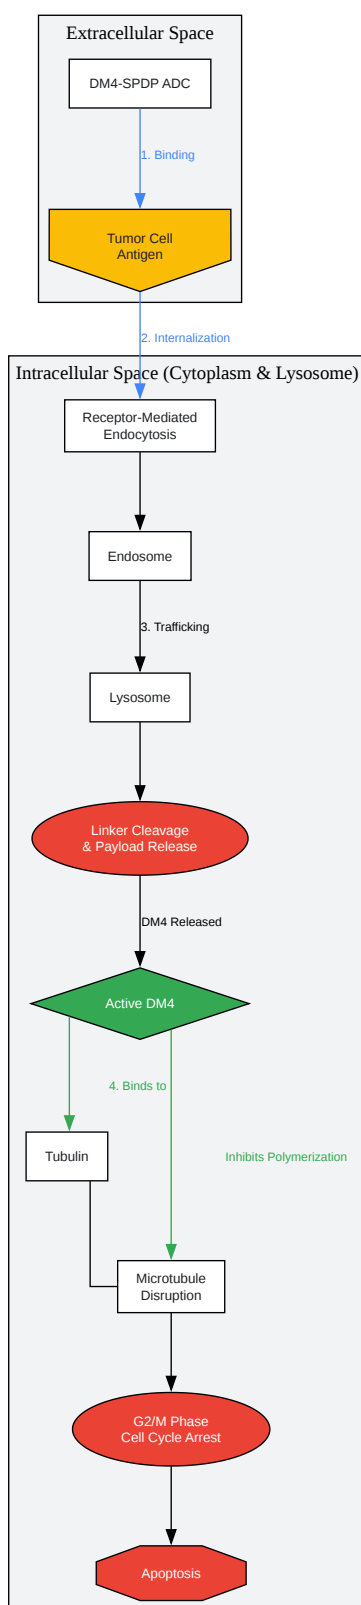 Extracellular Space
DM4-SPDP ADC
1. Binding
Tumor Cell
Antigen
2. Internalization
Intracellular Space (Cytoplasm & Lysosome)
Receptor-Mediated
Endocytosis
Endosome
3. Trafficking
Lysosome
Linker Cleavage
& Payload Release
DM4 Released
Active DM4
4. Binds to
Tubulin
Inhibits Polymerization
Microtubule
Disruption
G2/M Phase
Cell Cycle Arrest
Apoptosis